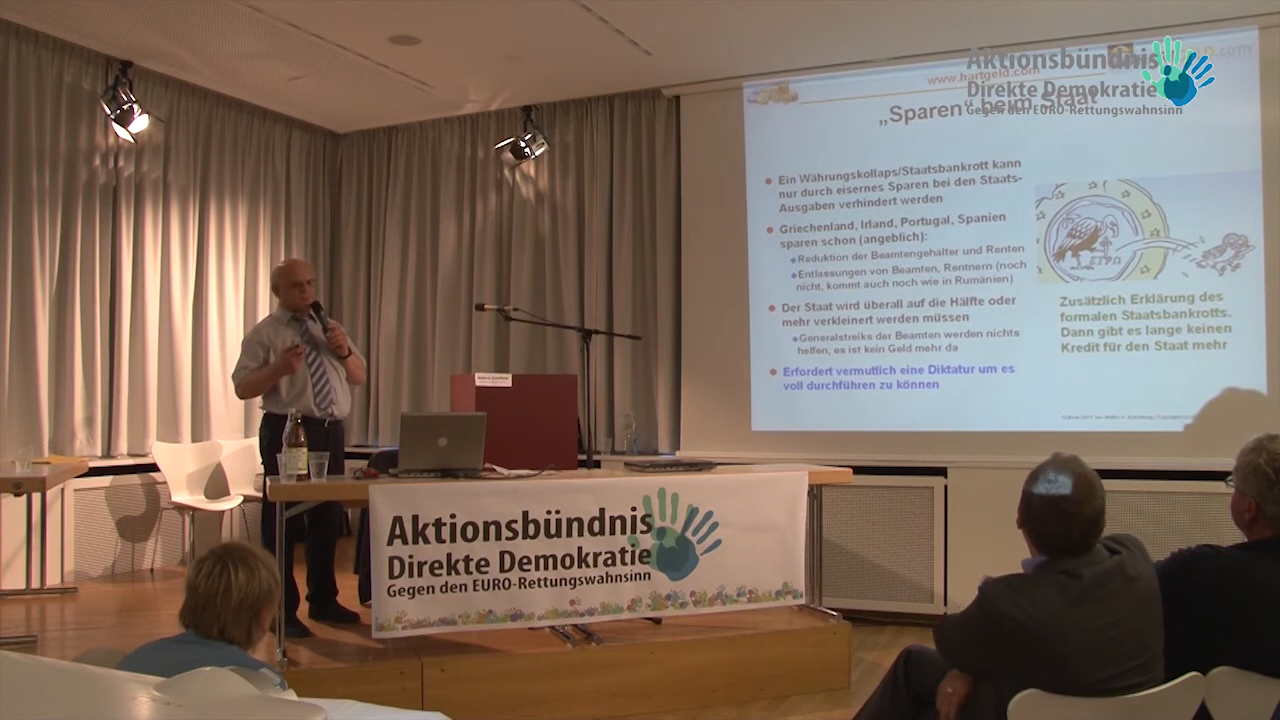 www.hartgeld.com
Aktionsbündnis
Direkte Demokratie
Gegen den EURO-Rettungswahnsinn
„Sparen“ beim Staat
Ein Währungskollaps/Staatsbankrott kann
nur durch eisernes Sparen bei den Staats-
Ausgaben verhindert werden
Griechenland, Irland, Portugal, Spanien
sparen schon (angeblich):
Reduktion der Beamtengehälter und Renten
Entlassungen von Beamten, Rentnern (noch
nicht, kommt auch noch wie in Rumänien)
Der Staat wird überall auf die Hälfte oder
mehr verkleinert werden müssen
Generalstreiks der Beamten werden nichts
helfen, es ist kein Geld mehr da
Erfordert vermutlich eine Diktatur um es
voll durchführen zu können
ΕΥΡΩ
Zusätzlich Erklärung des
formalen Staatsbankrotts.
Dann gibt es lange keinen
Kredit für den Staat mehr
Aktionsbündnis
Direkte Demokratie
Gegen den EURO-Rettungswahnsinn